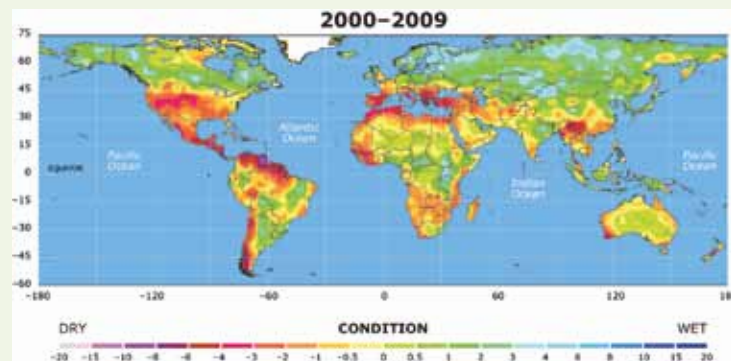 2000–2009
75
60
45
30
15
0
−15
−30
−45
−60
Atlantic
Ocean
Pacific
Ocean
Equator
Indian
Ocean
Pacific
Ocean
−180 −120 −60 0 60 120 180
DRY CONDITION WET
−20 −15 −10 −8 −6 −4 −3 −2 −1 −0.5 0 0.5 1 2 3 4 6 8 10 15 20